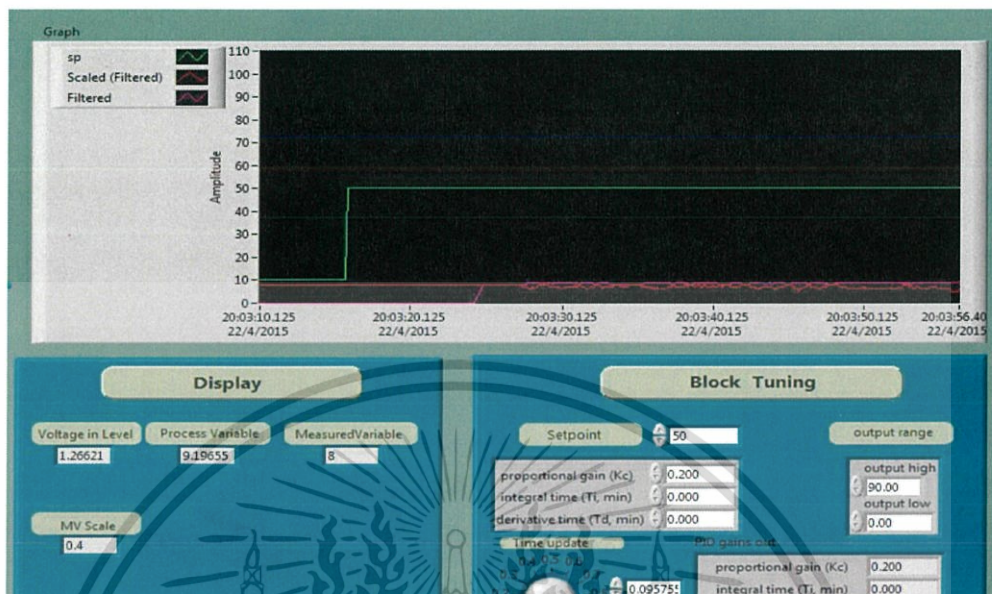 Graph
sp
Scaled (Filtered)
Filtered
Amplitude
110
100
90
80
70
60
50
40
30
20
10
0
20:03:10.125 20:03:20.125 20:03:30.125 20:03:40.125 20:03:50.125 20:03:56.40
22/4/2015 22/4/2015 22/4/2015 22/4/2015 22/4/2015 22/4/2015
Display
Voltage in Level Process Variable MeasuredVariable
1.26621 9.19655 8
MV Scale
0.4
Block Tuning
Setpoint 50
output range
proportional gain (Kc) 0.200
integral time (Ti, min) 0.000
derivative time (Td, min) 0.000
output high
90.00
output low
0.00
Time update
0.4 0.5 0.6
0.09575
PID gains out
proportional gain (Kc) 0.200
integral time (Ti, min) 0.000